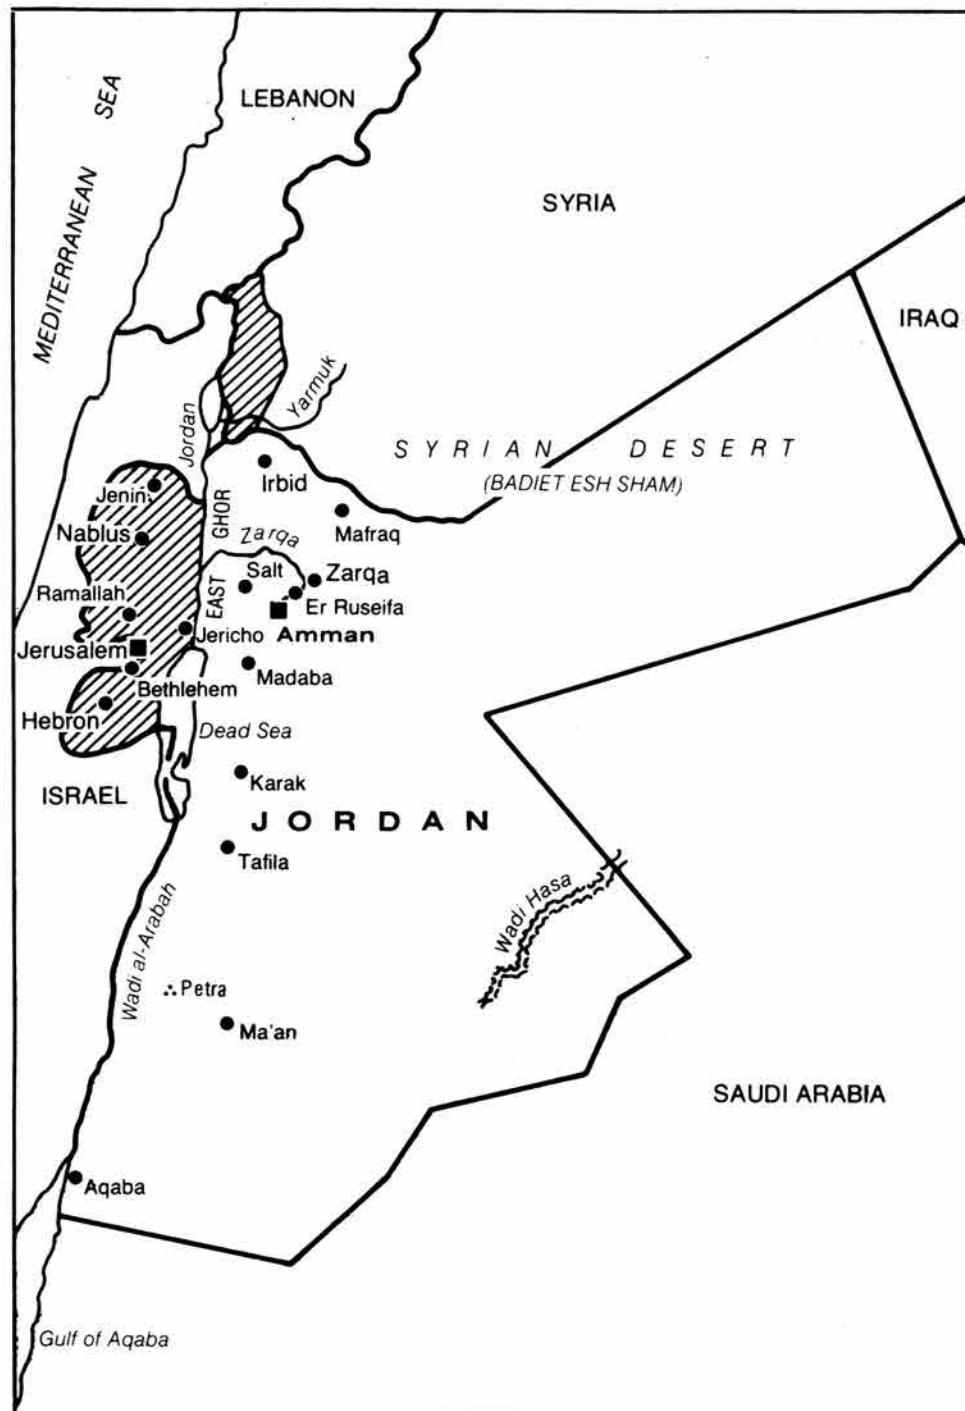 MEDITERRANEAN SEA
LEBANON
SYRIA
IRAQ
Yarmuk
Jordan
SYRIAN DESERT
(BADIET ESH SHAM)
Irbid
Jenin
GHOR
Mafraq
Nablus
Zarqa
Salt
Zarqa
Ramallah
EAST
Er Ruseifa
Jericho
Amman
Jerusalem
Madaba
Bethlehem
Hebron
Dead Sea
Karak
ISRAEL
JORDAN
Tafila
Wadi Hasa
Wadi al-Arabah
Petra
Ma'an
SAUDI ARABIA
Aqaba
Gulf of Aqaba